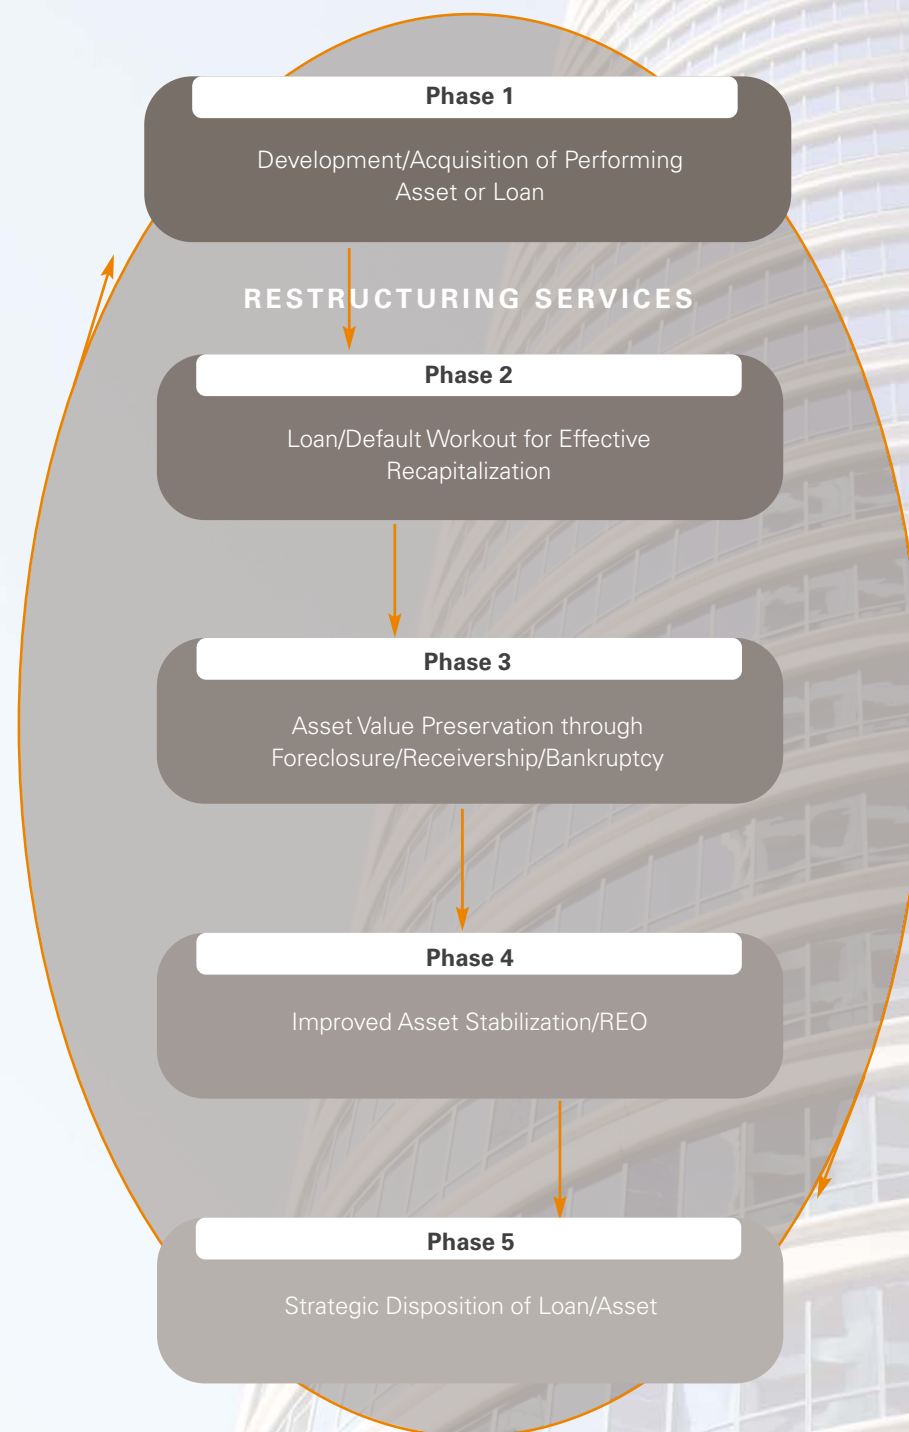 Phase 1
Development/Acquisition of Performing
Asset or Loan
RESTRUCTURING SERVICES
Phase 2
Loan/Default Workout for Effective
Recapitalization
Phase 3
Asset Value Preservation through
Foreclosure/Receivership/Bankruptcy
Phase 4
Improved Asset Stabilization/REO
Phase 5
Strategic Disposition of Loan/Asset